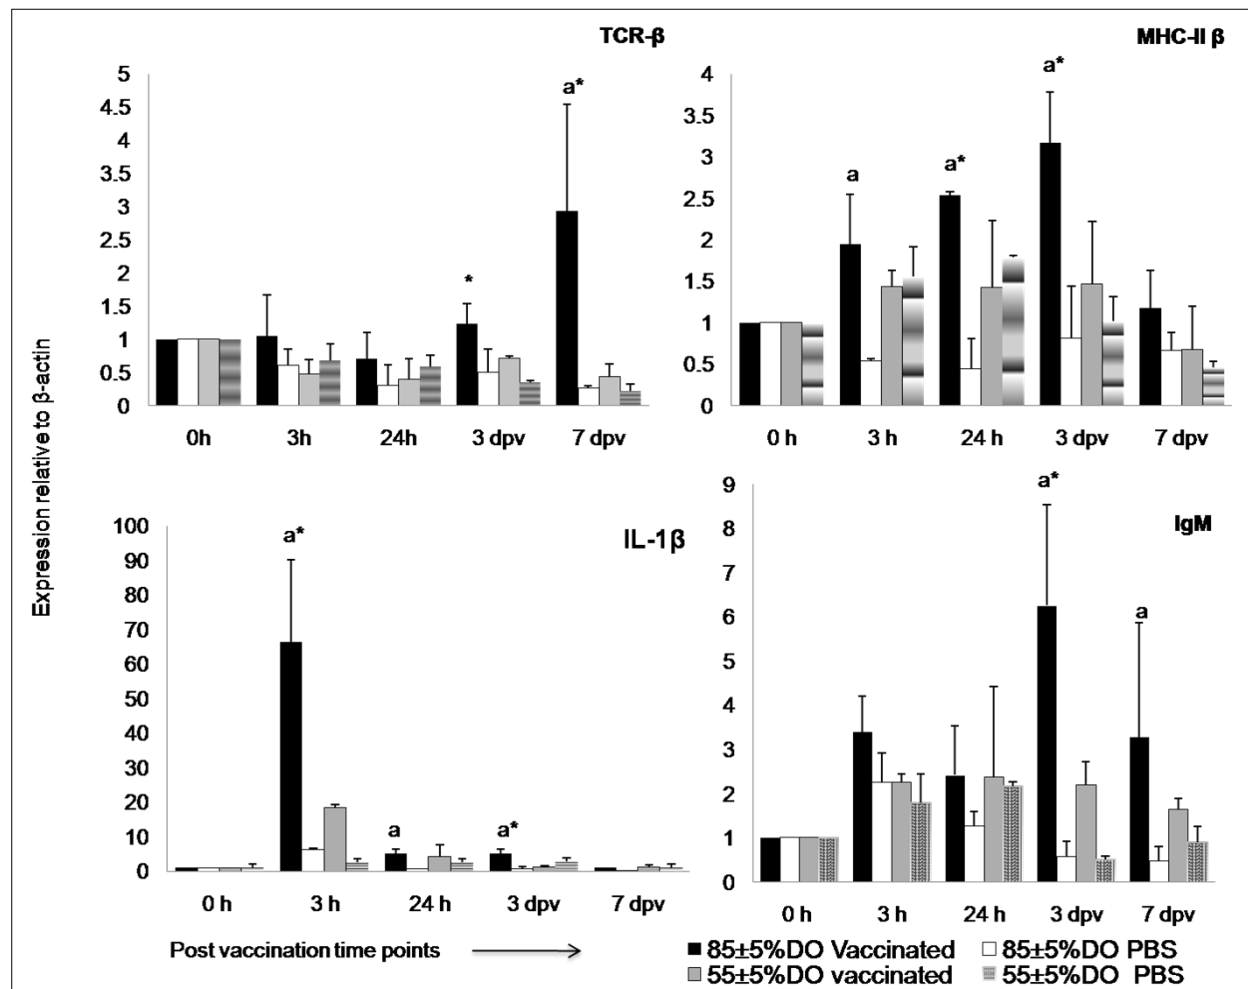 TCR-β
5
4.5
4
3.5
3
2.5
2
1.5
1
0.5
0
a*
*
0h 3h 24h 3 dpv 7 dpv
MHC-II β
4
3.5
3
2.5
2
1.5
1
0.5
0
a a* a*
0 h 3 h 24 h 3 dpv 7 dpv
Expression relative to β-actin
IL-1β
100
90
80
70
60
50
40
30
20
10
0
a* a a*
0 h 3 h 24 h 3 dpv 7 dpv
IgM
9
8
7
6
5
4
3
2
1
0
a* a
0 h 3 h 24 h 3 dpv 7 dpv
Post vaccination time points
85±5%DO Vaccinated 85±5%DO PBS
55±5%DO vaccinated 55±5%DO PBS